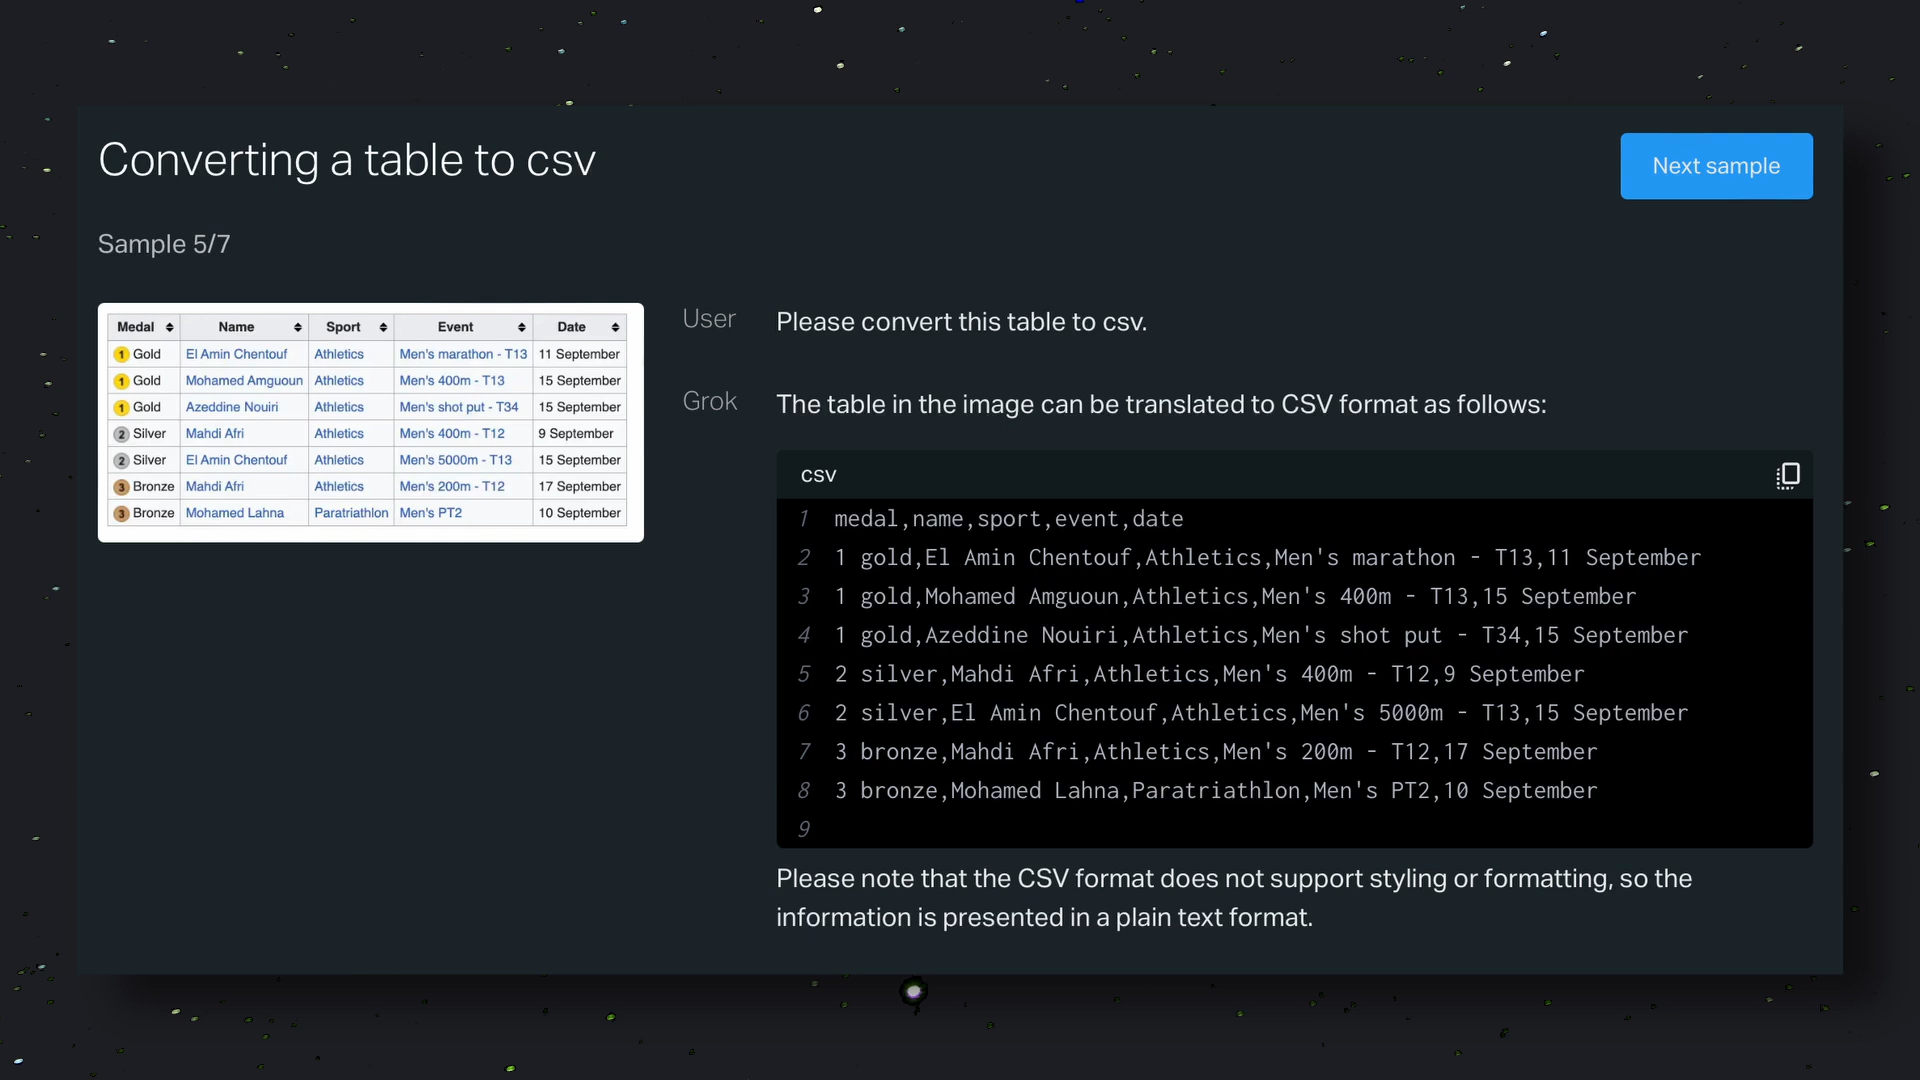 Converting a table to csv
Next sample
Sample 5/7
Medal Name Sport Event Date
1 Gold El Amin Chentouf Athletics Men's marathon - T13 11 September
1 Gold Mohamed Amguoun Athletics Men's 400m - T13 15 September
1 Gold Azeddine Nouiri Athletics Men's shot put - T34 15 September
2 Silver Mahdi Afri Athletics Men's 400m - T12 9 September
2 Silver El Amin Chentouf Athletics Men's 5000m - T13 15 September
3 Bronze Mahdi Afri Athletics Men's 200m - T12 17 September
3 Bronze Mohamed Lahna Paratriathlon Men's PT2 10 September
User Please convert this table to csv.
Grok The table in the image can be translated to CSV format as follows:
csv
1 medal,name,sport,event,date
2 1 gold,El Amin Chentouf,Athletics,Men's marathon - T13,11 September
3 1 gold,Mohamed Amguoun,Athletics,Men's 400m - T13,15 September
4 1 gold,Azeddine Nouiri,Athletics,Men's shot put - T34,15 September
5 2 silver,Mahdi Afri,Athletics,Men's 400m - T12,9 September
6 2 silver,El Amin Chentouf,Athletics,Men's 5000m - T13,15 September
7 3 bronze,Mahdi Afri,Athletics,Men's 200m - T12,17 September
8 3 bronze,Mohamed Lahna,Paratriathlon,Men's PT2,10 September
9
Please note that the CSV format does not support styling or formatting, so the
information is presented in a plain text format.